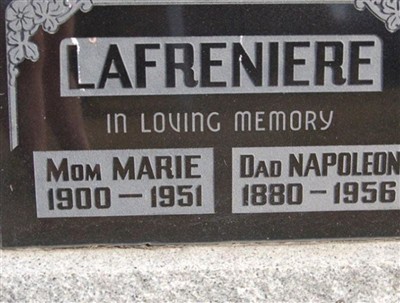 LAFRENIERE
IN LOVING MEMORY
MOM MARIE DAD NAPOLEON
1900 — 1951 1880 — 1956